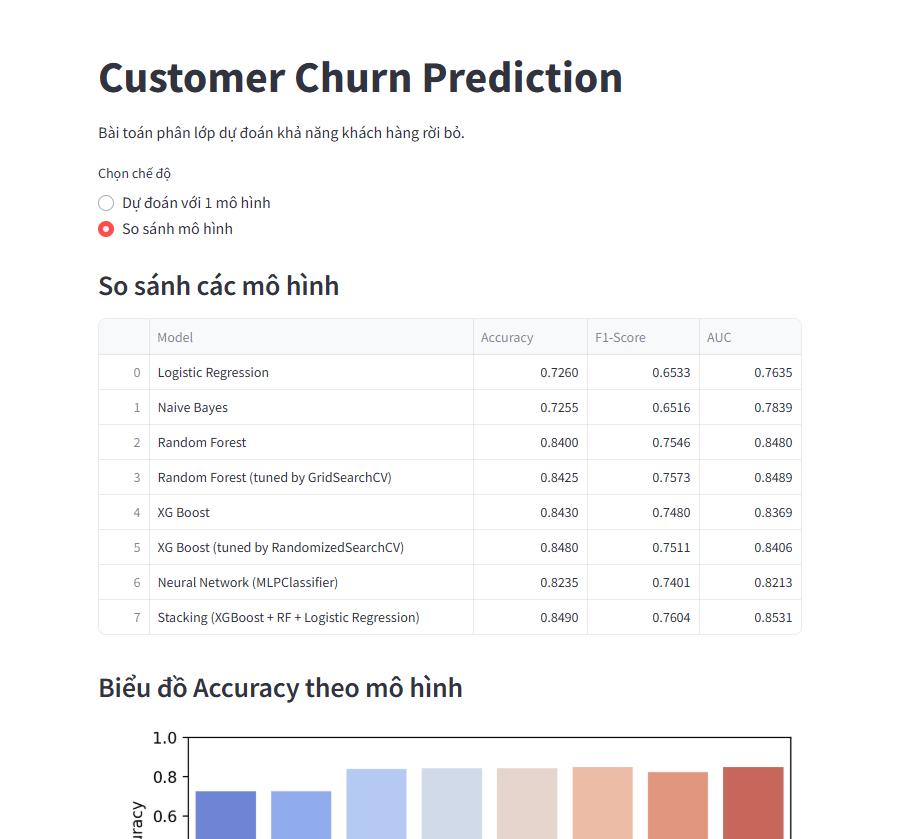 Customer Churn Prediction
Bài toán phân lớp dự đoán khả năng khách hàng rời bỏ.
Chọn chế độ
Dự đoán với 1 mô hình
So sánh mô hình
So sánh các mô hình
Model Accuracy F1-Score AUC
0 Logistic Regression 0.7260 0.6533 0.7635
1 Naive Bayes 0.7255 0.6516 0.7839
2 Random Forest 0.8400 0.7546 0.8480
3 Random Forest (tuned by GridSearchCV) 0.8425 0.7573 0.8489
4 XG Boost 0.8430 0.7480 0.8369
5 XG Boost (tuned by RandomizedSearchCV) 0.8480 0.7511 0.8406
6 Neural Network (MLPClassifier) 0.8235 0.7401 0.8213
7 Stacking (XGBoost + RF + Logistic Regression) 0.8490 0.7604 0.8531
Biểu đồ Accuracy theo mô hình
1.0
0.8
0.6